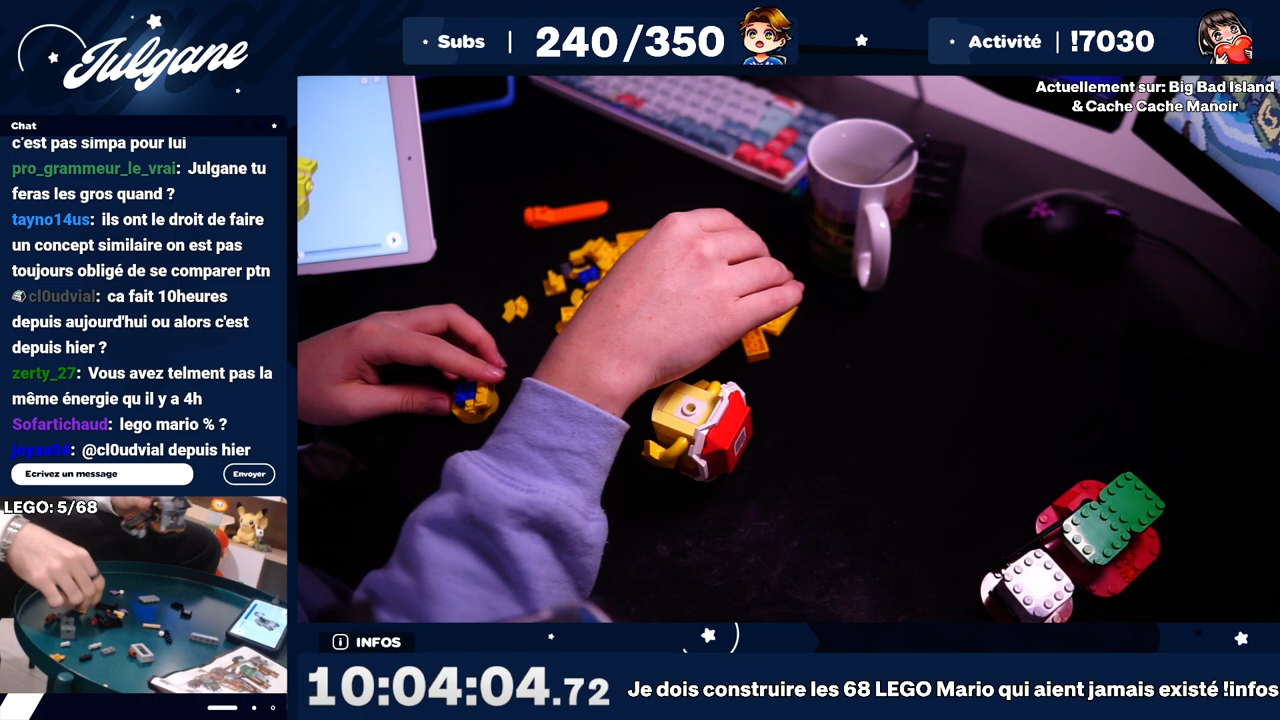 Julgane
Subs | 240/350
Activité | !7030
Actuellement sur: Big Bad Island
& Cache Cache Manoir
Chat
c'est pas simpa pour lui
pro_grammeur_le_vrai: Julgane tu
feras les gros quand ?
tayno14us: ils ont le droit de faire
un concept similaire on est pas
toujours obligé de se comparer ptn
cl0udvial: ca fait 10heures
depuis aujourd'hui ou alors c'est
depuis hier ?
zerty_27: Vous avez telment pas la
même énergie qu il y a 4h
Sofartichaud: lego mario % ?
joyaa04: @cl0udvial depuis hier
Ecrivez un message
Envoyer
LEGO: 5/68
INFOS
10:04:04.72
Je dois construire les 68 LEGO Mario qui aient jamais existé !infos